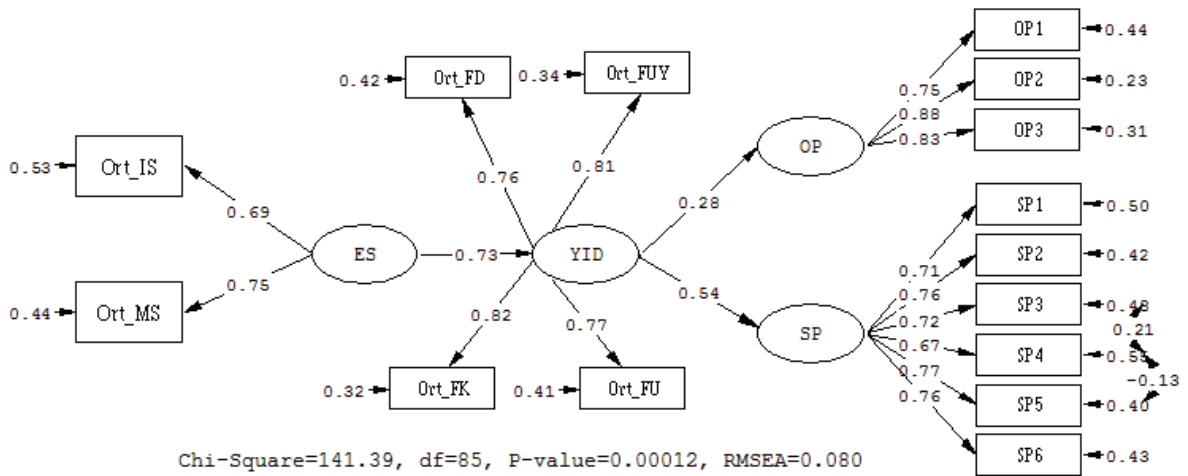 OP1
0.44
Ort_FD
0.42
Ort_FUY
0.34
0.75
OP2
0.23
0.88
OP
0.83
OP3
0.31
Ort_IS
0.53
0.76
0.81
0.69
0.28
SP1
0.50
ES
0.73
YID
0.71
SP2
0.42
0.75
0.54
0.76
SP3
0.48
0.72
0.21
Ort_MS
0.44
0.82
0.77
SP
0.67
SP4
0.55
0.77
-0.13
0.76
Ort_FK
0.32
Ort_FU
0.41
SP5
0.40
SP6
0.43
Chi-Square=141.39, df=85, P-value=0.00012, RMSEA=0.080